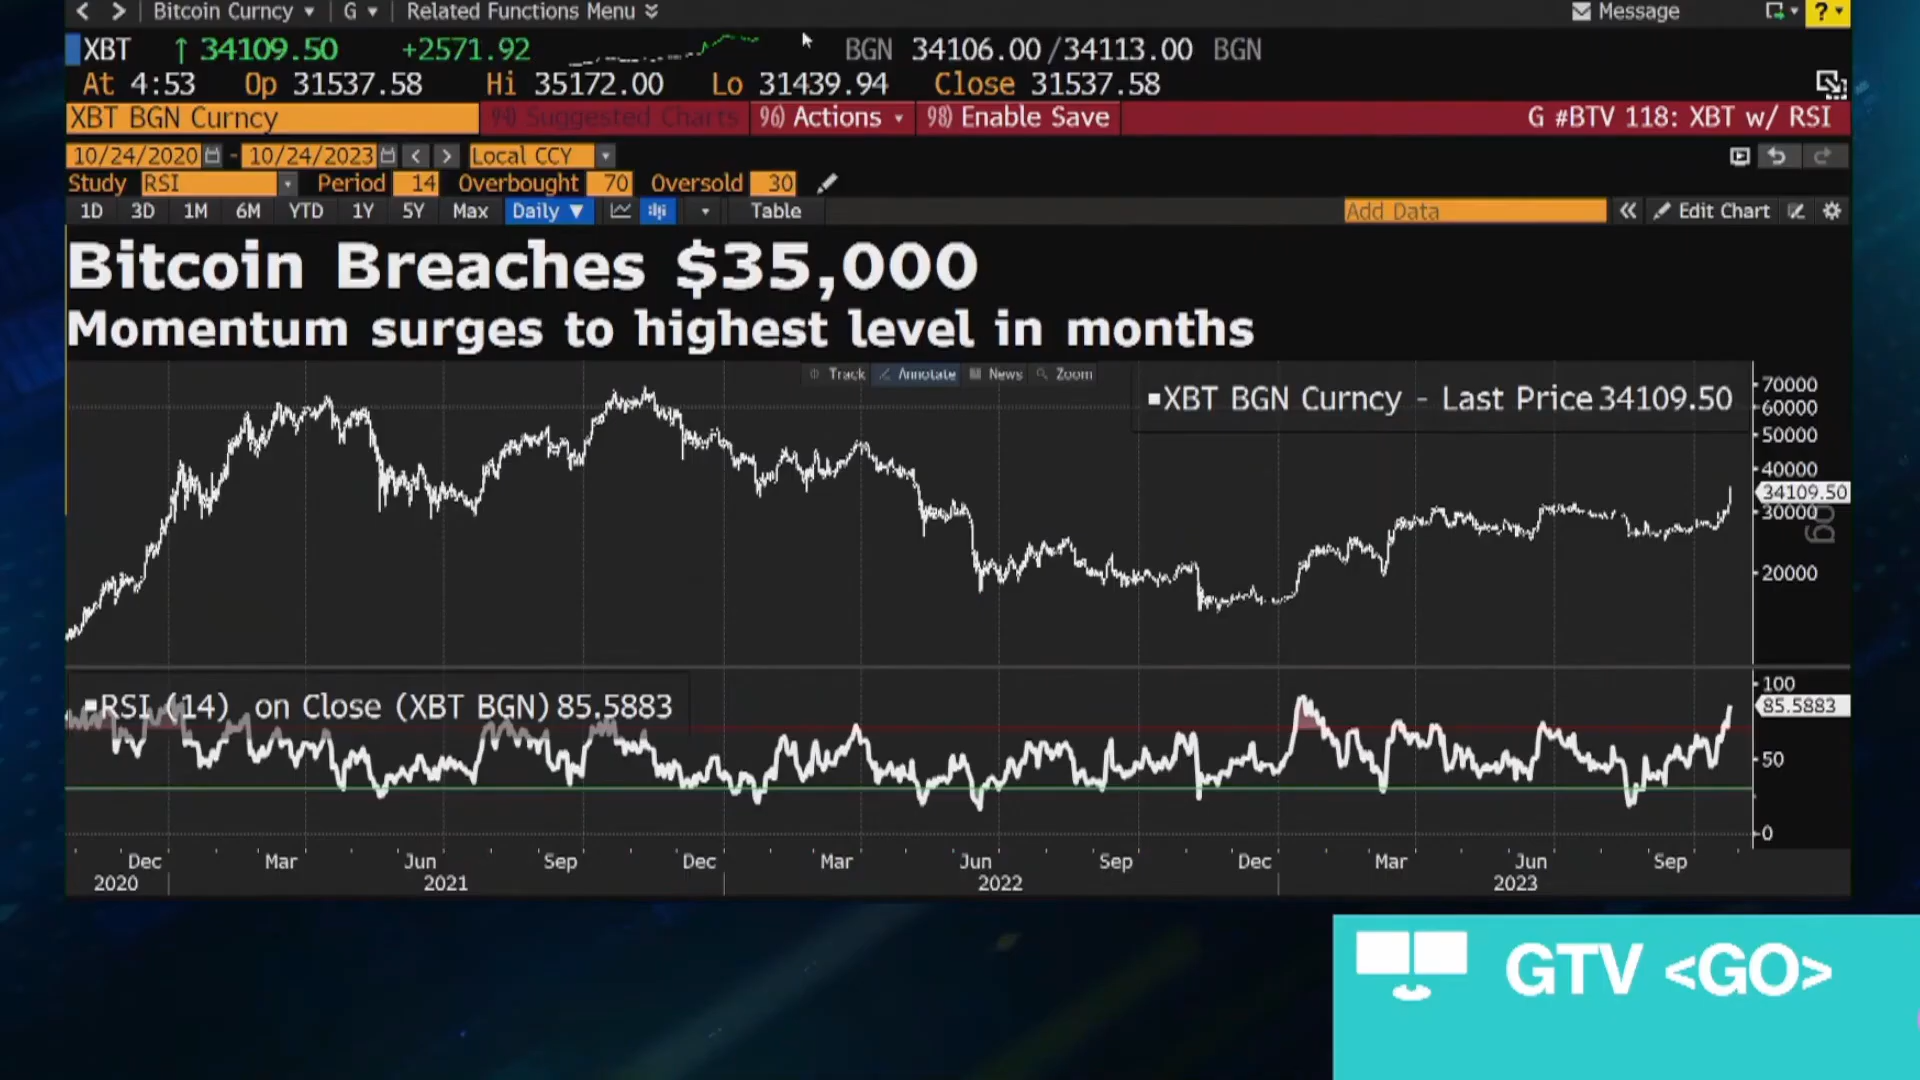 Bitcoin Curncy G Related Functions Menu Message ?
XBT ↑ 34109.50 +2571.92 BGN 34106.00 /34113.00 BGN
At 4:53 Op 31537.58 Hi 35172.00 Lo 31439.94 Close 31537.58
XBT BGN Curncy 94) Suggested Charts 96) Actions 98) Enable Save G #BTV 118: XBT w/ RSI
10/24/2020 - 10/24/2023 < > Local CCY
Study RSI Period 14 Overbought 70 Oversold 30
1D 3D 1M 6M YTD 1Y 5Y Max Daily ▼ Table Add Data « Edit Chart
Bitcoin Breaches $35,000
Momentum surges to highest level in months
Track Annotate News Zoom
XBT BGN Curncy - Last Price 34109.50
70000
60000
50000
40000
34109.50
30000
20000
RSI (14) on Close (XBT BGN) 85.5883
100
85.5883
50
0
Dec Mar Jun Sep Dec Mar Jun Sep Dec Mar Jun Sep
2020 2021 2022 2023
GTV <GO>